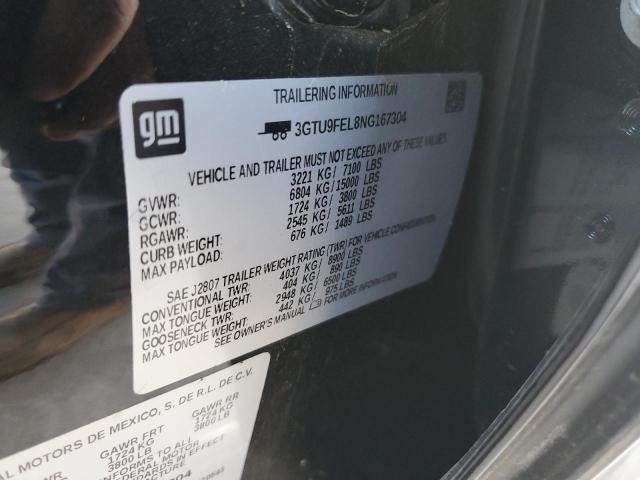 TRAILERING INFORMATION
gm
3GTU9FEL8NG167304
VEHICLE AND TRAILER MUST NOT EXCEED ANY OF THESE VALUES
GVWR: 3221 KG/ 7100 LBS
GCWR: 6804 KG/ 15000 LBS
RGAWR: 1724 KG/ 3800 LBS
CURB WEIGHT: 2545 KG/ 5611 LBS
MAX PAYLOAD: 676 KG/ 1489 LBS
SAE J2807 TRAILER WEIGHT RATING (TWR) FOR VEHICLE CONFIGURATION
CONVENTIONAL TWR: 4037 KG/ 8900 LBS
MAX TONGUE WEIGHT: 404 KG/ 890 LBS
GOOSENECK TWR: 2948 KG/ 6500 LBS
MAX TONGUE WEIGHT: 442 KG/ 975 LBS
SEE OWNER'S MANUAL FOR MORE INFORMATION
MOTORS DE MEXICO, S. DE R.L. DE C.V.
GAWR FRT GAWR RR
1724 KG 1724 KG
3800 LB 3800 LB
TO ALL
IN EFFECT